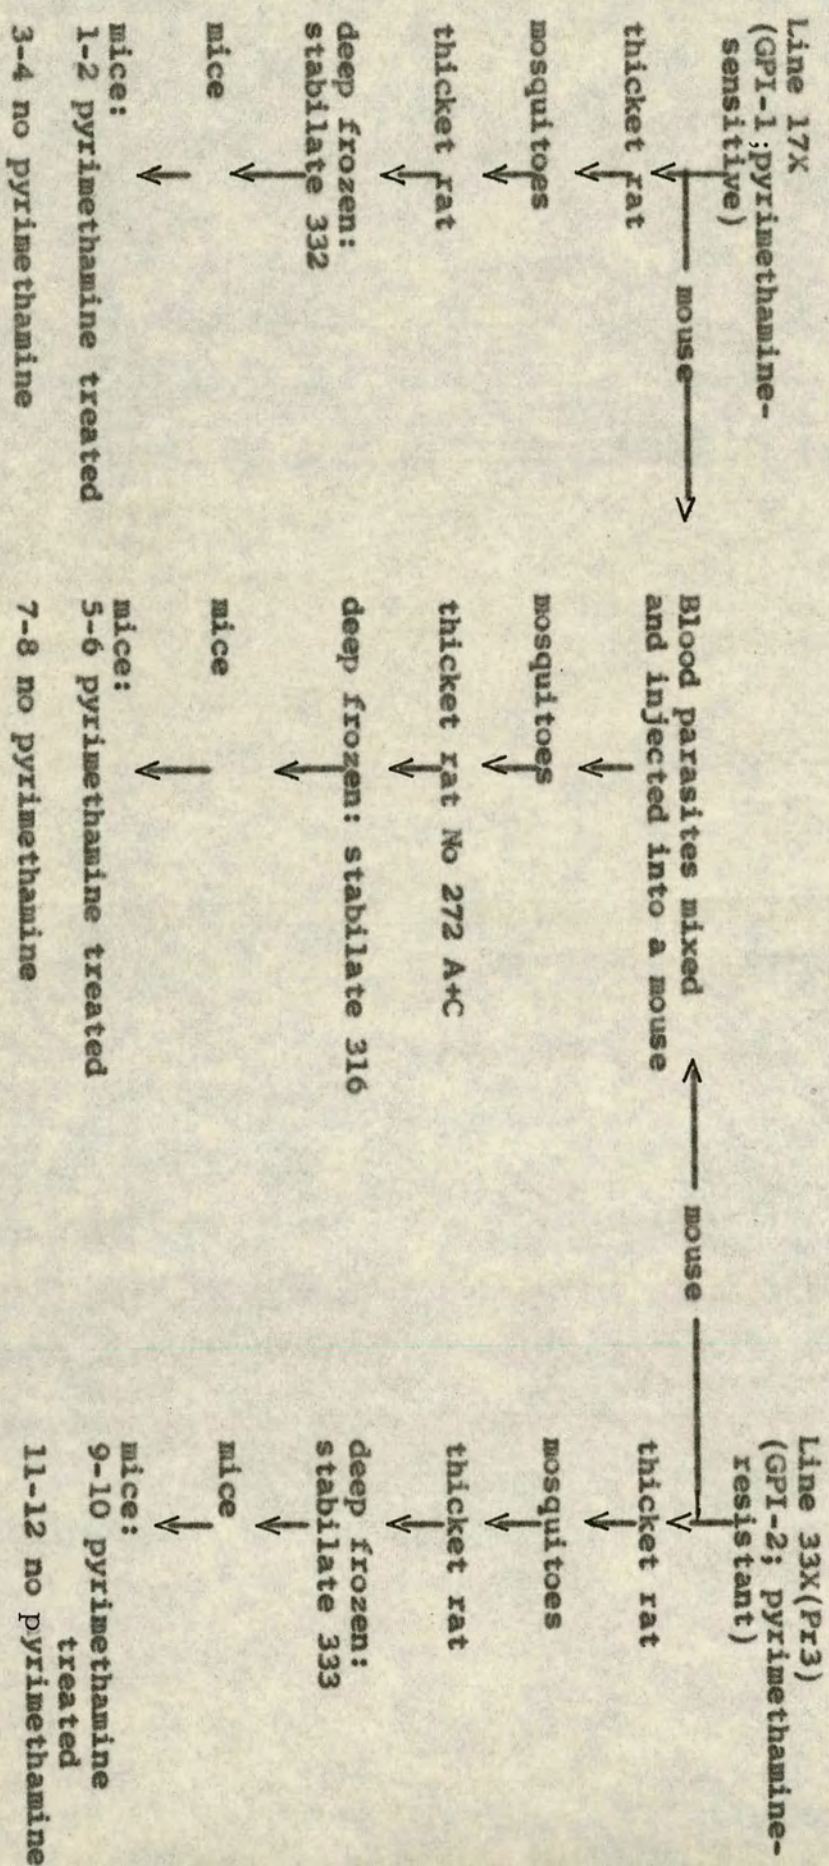 Line 17X
(GPI-1;pyrimethamine-
sensitive)
thicket rat
mosquitoes
thicket rat
deep frozen:
stabilate 332
mice
mice:
1-2 pyrimethamine treated
3-4 no pyrimethamine
mouse
Blood parasites mixed
and injected into a mouse
mosquitoes
thicket rat No 272 A+C
deep frozen: stabilate 316
mice
mice:
5-6 pyrimethamine treated
7-8 no pyrimethamine
mouse
Line 33X(Pr3)
(GPI-2; pyrimethamine-
resistant)
thicket rat
mosquitoes
thicket rat
deep frozen:
stabilate 333
mice
mice:
9-10 pyrimethamine
treated
11-12 no pyrimethamine